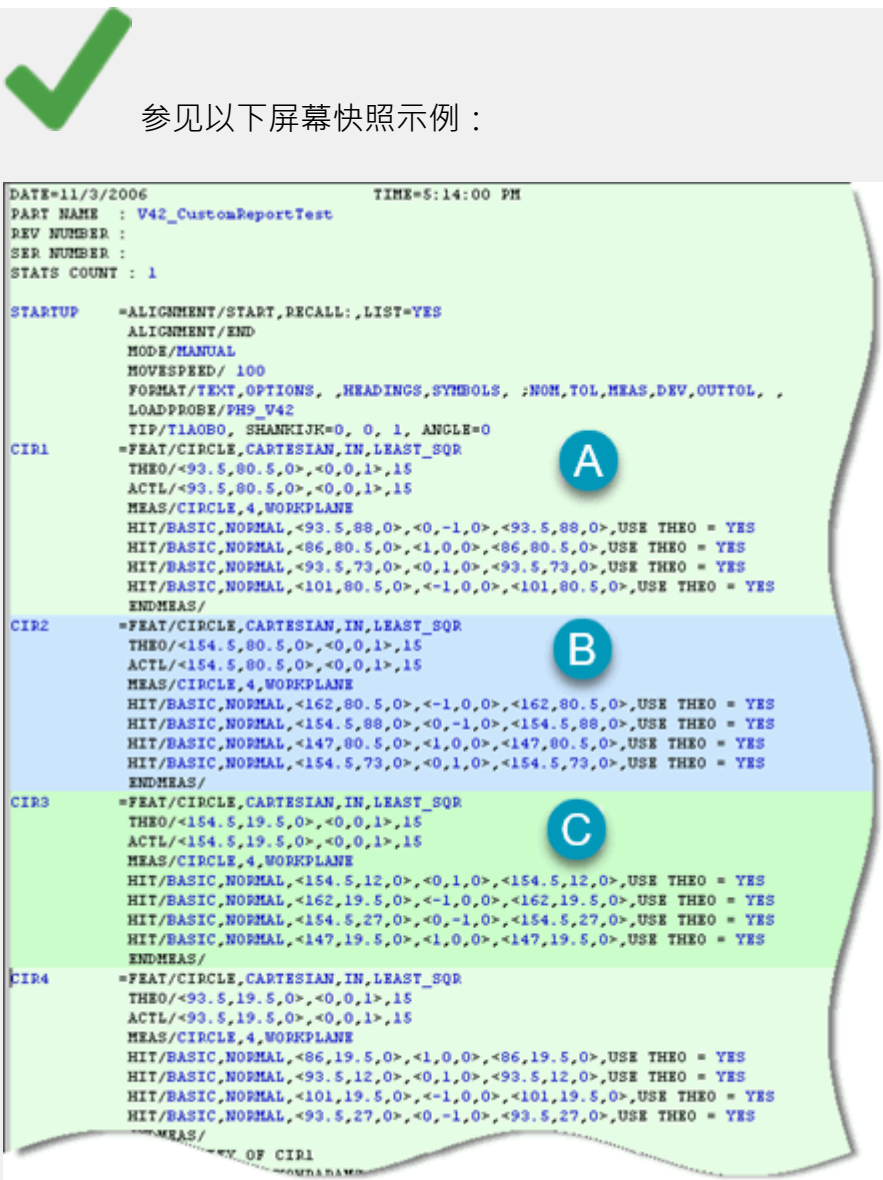 参见以下屏幕快照示例：
DATE=11/3/2006 TIME=5:14:00 PM
PART NAME : V42_CustomReportTest
REV NUMBER :
SER NUMBER :
STATS COUNT : 1
STARTUP =ALIGNMENT/START,RECALL:,LIST=YES
ALIGNMENT/END
MODE/MANUAL
MOVESPEED/ 100
FORMAT/TEXT,OPTIONS, ,HEADINGS,SYMBOLS, ;NOM,TOL,MEAS,DEV,OUTTOL, ,
LOADPROBE/PH9_V42
TIP/T1A0B0, SHANKIJK=0, 0, 1, ANGLE=0
CIR1 =FEAT/CIRCLE,CARTESIAN,IN,LEAST_SQR
A
THEO/<93.5,80.5,0>,<0,0,1>,15
ACTL/<93.5,80.5,0>,<0,0,1>,15
MEAS/CIRCLE,4,WORKPLANE
HIT/BASIC,NORMAL,<93.5,88,0>,<0,-1,0>,<93.5,88,0>,USE THEO = YES
HIT/BASIC,NORMAL,<86,80.5,0>,<1,0,0>,<86,80.5,0>,USE THEO = YES
HIT/BASIC,NORMAL,<93.5,73,0>,<0,1,0>,<93.5,73,0>,USE THEO = YES
HIT/BASIC,NORMAL,<101,80.5,0>,<-1,0,0>,<101,80.5,0>,USE THEO = YES
ENDMEAS/
CIR2 =FEAT/CIRCLE,CARTESIAN,IN,LEAST_SQR
B
THEO/<154.5,80.5,0>,<0,0,1>,15
ACTL/<154.5,80.5,0>,<0,0,1>,15
MEAS/CIRCLE,4,WORKPLANE
HIT/BASIC,NORMAL,<162,80.5,0>,<-1,0,0>,<162,80.5,0>,USE THEO = YES
HIT/BASIC,NORMAL,<154.5,88,0>,<0,-1,0>,<154.5,88,0>,USE THEO = YES
HIT/BASIC,NORMAL,<147,80.5,0>,<1,0,0>,<147,80.5,0>,USE THEO = YES
HIT/BASIC,NORMAL,<154.5,73,0>,<0,1,0>,<154.5,73,0>,USE THEO = YES
ENDMEAS/
CIR3 =FEAT/CIRCLE,CARTESIAN,IN,LEAST_SQR
C
THEO/<154.5,19.5,0>,<0,0,1>,15
ACTL/<154.5,19.5,0>,<0,0,1>,15
MEAS/CIRCLE,4,WORKPLANE
HIT/BASIC,NORMAL,<154.5,12,0>,<0,1,0>,<154.5,12,0>,USE THEO = YES
HIT/BASIC,NORMAL,<162,19.5,0>,<-1,0,0>,<162,19.5,0>,USE THEO = YES
HIT/BASIC,NORMAL,<154.5,27,0>,<0,-1,0>,<154.5,27,0>,USE THEO = YES
HIT/BASIC,NORMAL,<147,19.5,0>,<1,0,0>,<147,19.5,0>,USE THEO = YES
ENDMEAS/
CIR4 =FEAT/CIRCLE,CARTESIAN,IN,LEAST_SQR
THEO/<93.5,19.5,0>,<0,0,1>,15
ACTL/<93.5,19.5,0>,<0,0,1>,15
MEAS/CIRCLE,4,WORKPLANE
HIT/BASIC,NORMAL,<86,19.5,0>,<1,0,0>,<86,19.5,0>,USE THEO = YES
HIT/BASIC,NORMAL,<93.5,12,0>,<0,1,0>,<93.5,12,0>,USE THEO = YES
HIT/BASIC,NORMAL,<101,19.5,0>,<-1,0,0>,<101,19.5,0>,USE THEO = YES
HIT/BASIC,NORMAL,<93.5,27,0>,<0,-1,0>,<93.5,27,0>,USE THEO = YES
ENDMEAS/
OF CIR1